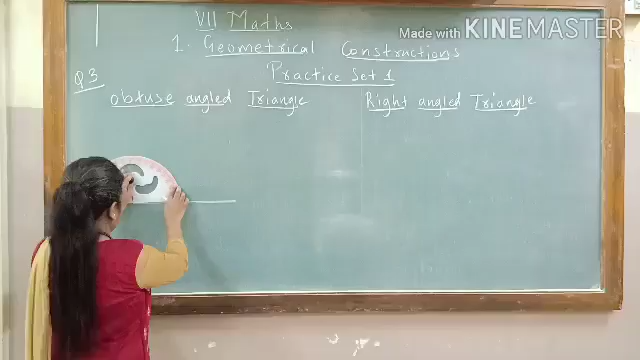 VII Maths
Made with KINEMASTER
1. Geometrical Constructions
Practice Set 1
Q3
obtuse angled Triangle
Right angled Triangle